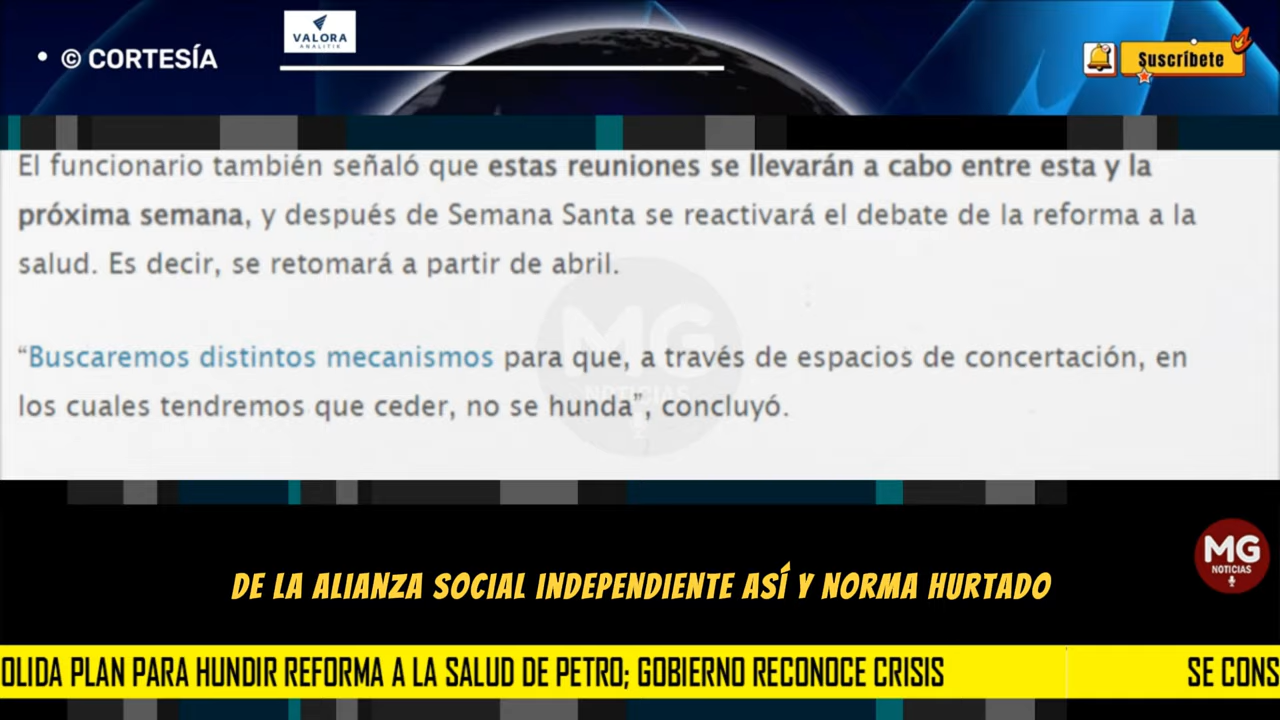 • © CORTESÍA
VALORA
ANALITIK
Suscríbete
El funcionario también señaló que estas reuniones se llevarán a cabo entre esta y la
próxima semana, y después de Semana Santa se reactivará el debate de la reforma a la
salud. Es decir, se retomará a partir de abril.
“Buscaremos distintos mecanismos para que, a través de espacios de concertación, en
los cuales tendremos que ceder, no se hunda”, concluyó.
MG
NOTICIAS
DE LA ALIANZA SOCIAL INDEPENDIENTE ASÍ Y NORMA HURTADO
MG
NOTICIAS
OLIDA PLAN PARA HUNDIR REFORMA A LA SALUD DE PETRO; GOBIERNO RECONOCE CRISIS
SE CONS